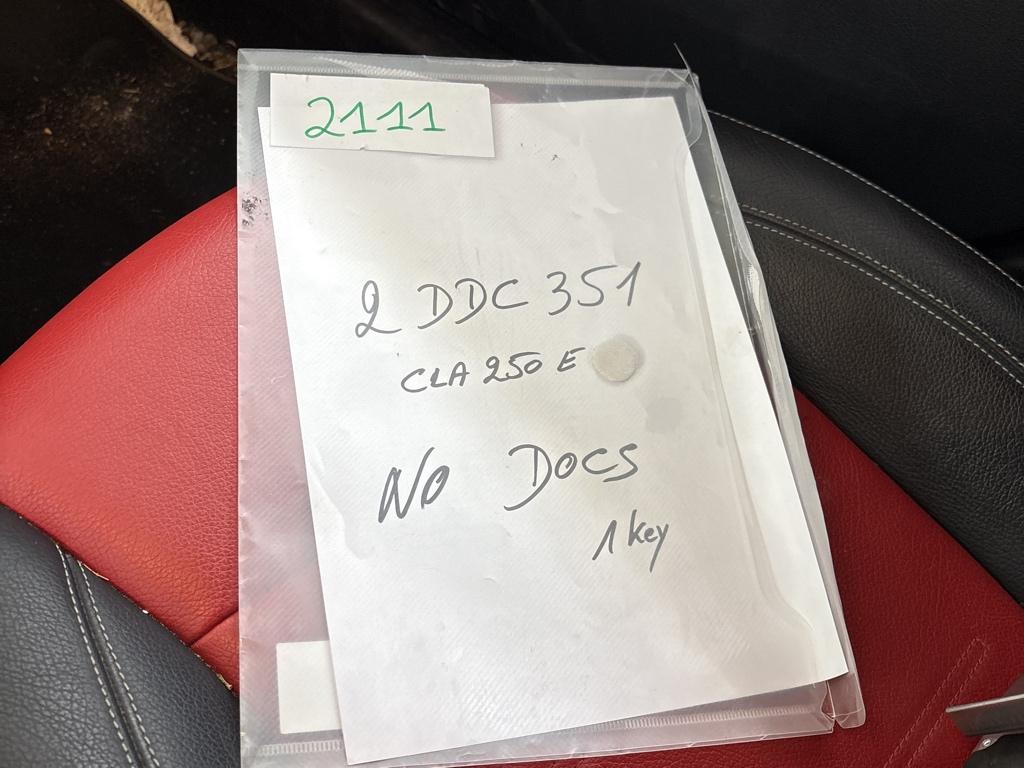 2111
2 DDC 351
CLA 250 E
NO DOCS
1 key